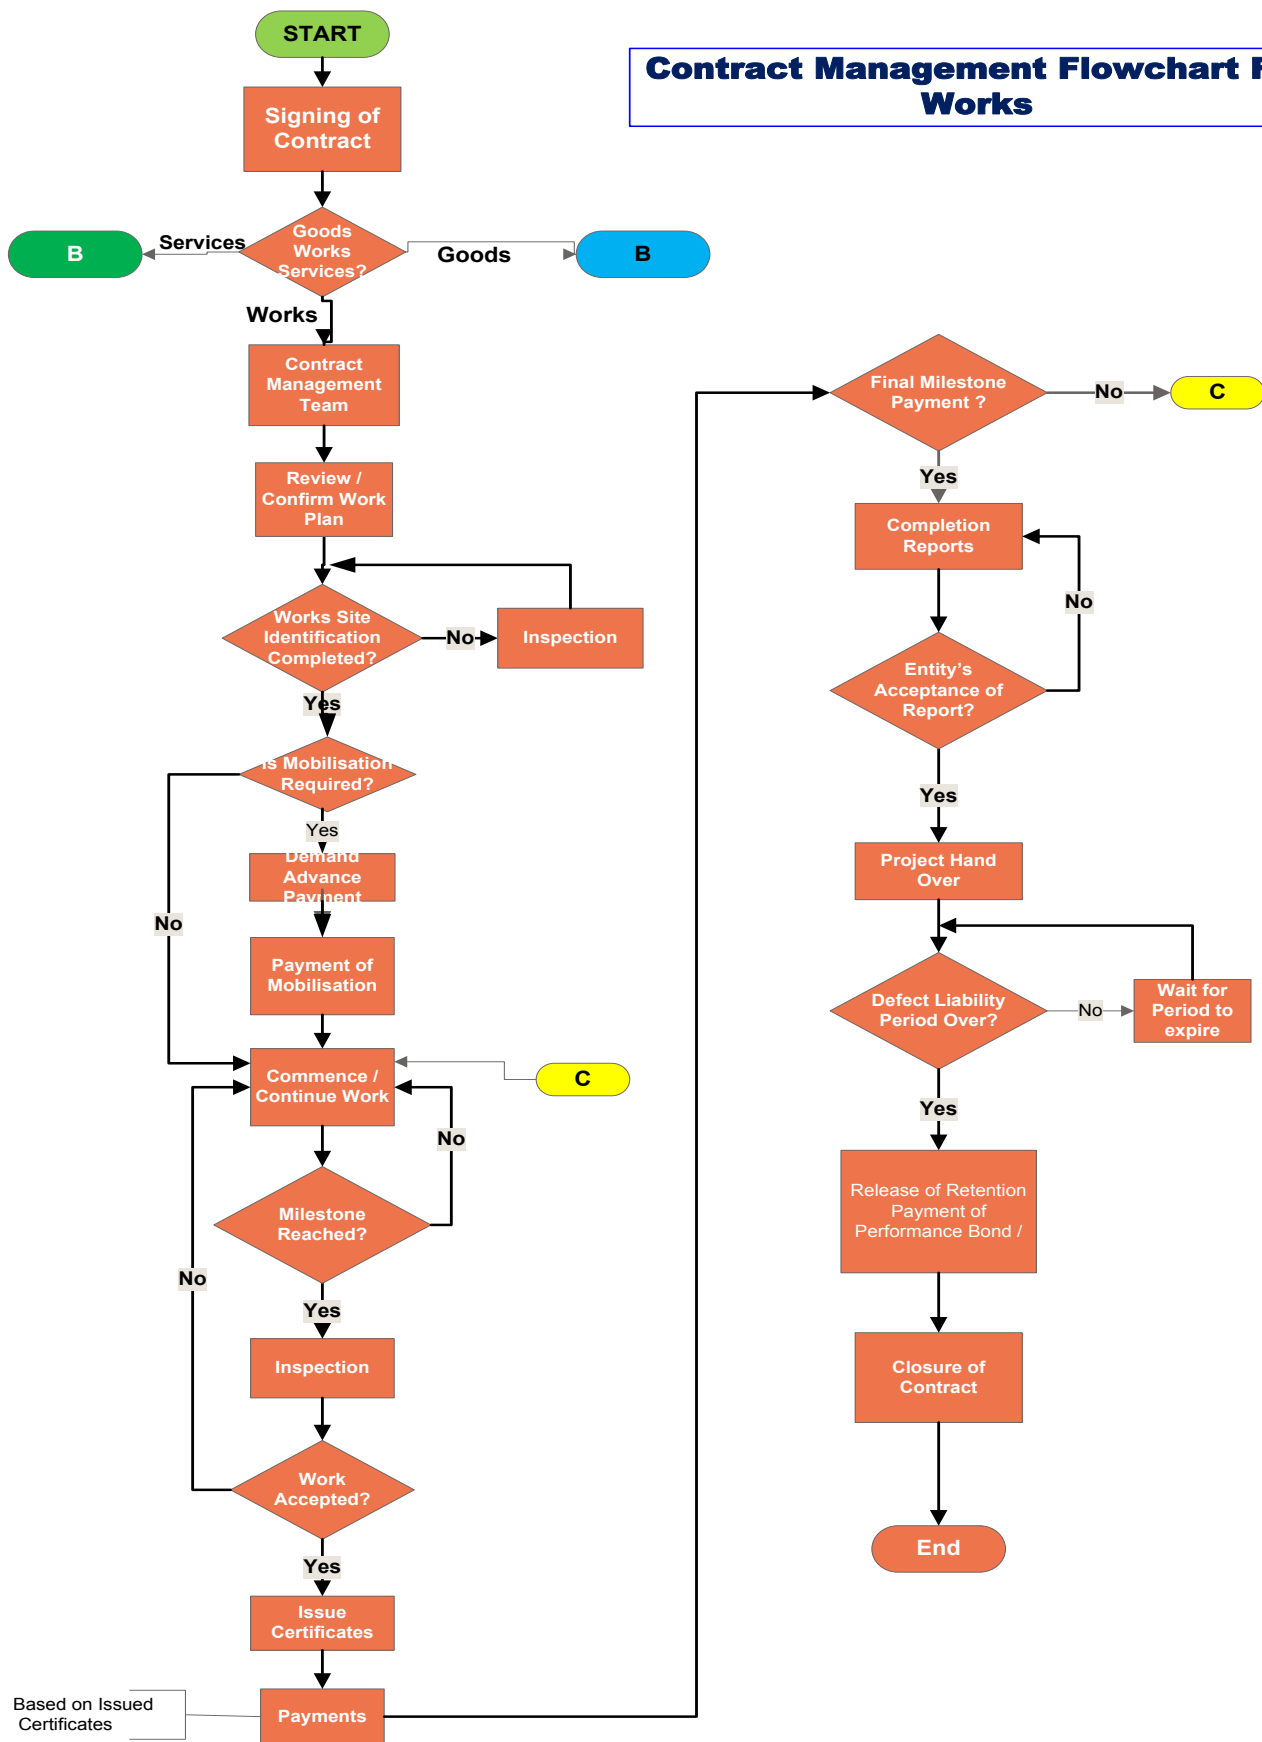 START
Contract Management Flowchart F
Works
Signing of
Contract
Goods
Works
Services?
Services
B
Goods
B
Works
Contract
Management
Team
Review /
Confirm Work
Plan
Works Site
Identification
Completed?
No
Inspection
Yes
Is Mobilisation
Required?
No
Yes
Demand
Advance
Payment
Payment of
Mobilisation
Commence /
Continue Work
C
No
Milestone
Reached?
No
Yes
Inspection
Work
Accepted?
Yes
Issue
Certificates
Payments
Based on Issued
Certificates
Final Milestone
Payment ?
No
C
Yes
Completion
Reports
No
Entity's
Acceptance of
Report?
Yes
Project Hand
Over
Defect Liability
Period Over?
No
Wait for
Period to
expire
Yes
Release of Retention
Payment of
Performance Bond /
Closure of
Contract
End